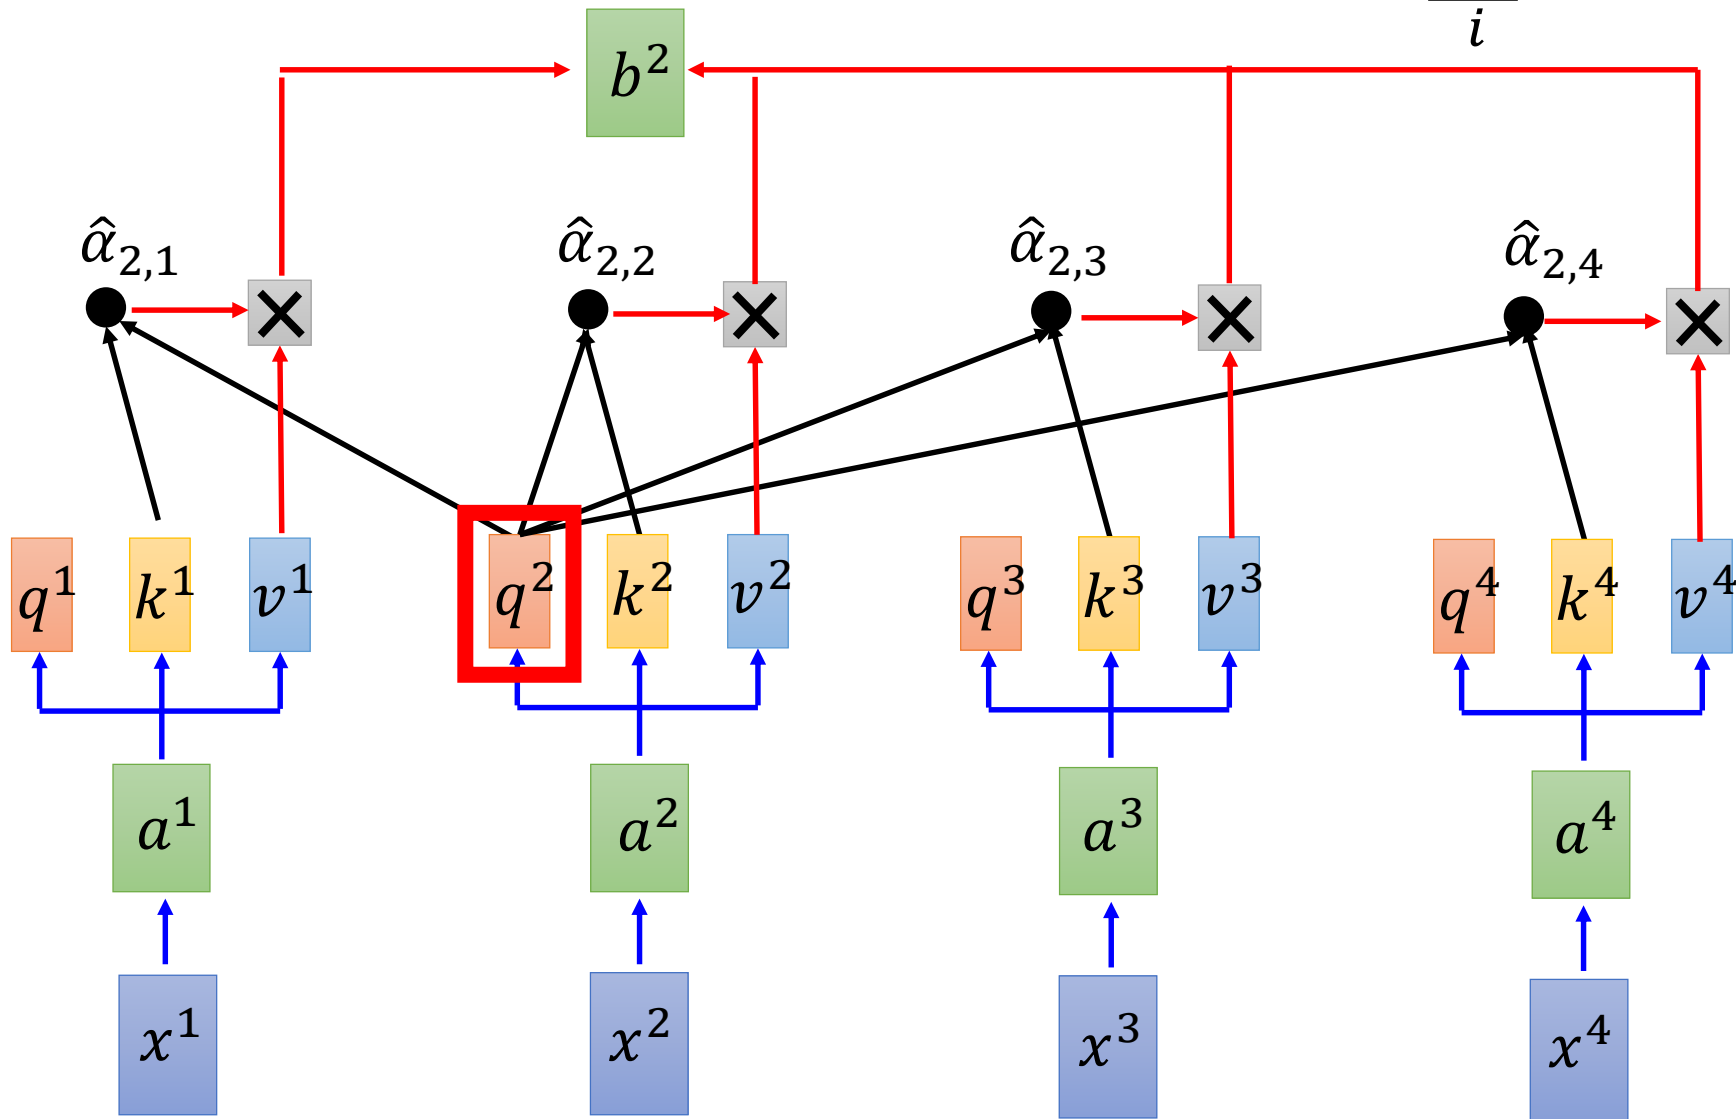 i
b²
α̂₂,₁ α̂₂,₂ α̂₂,₃ α̂₂,₄
q¹ k¹ v¹ q² k² v² q³ k³ v³ q⁴ k⁴ v⁴
a¹ a² a³ a⁴
x¹ x² x³ x⁴